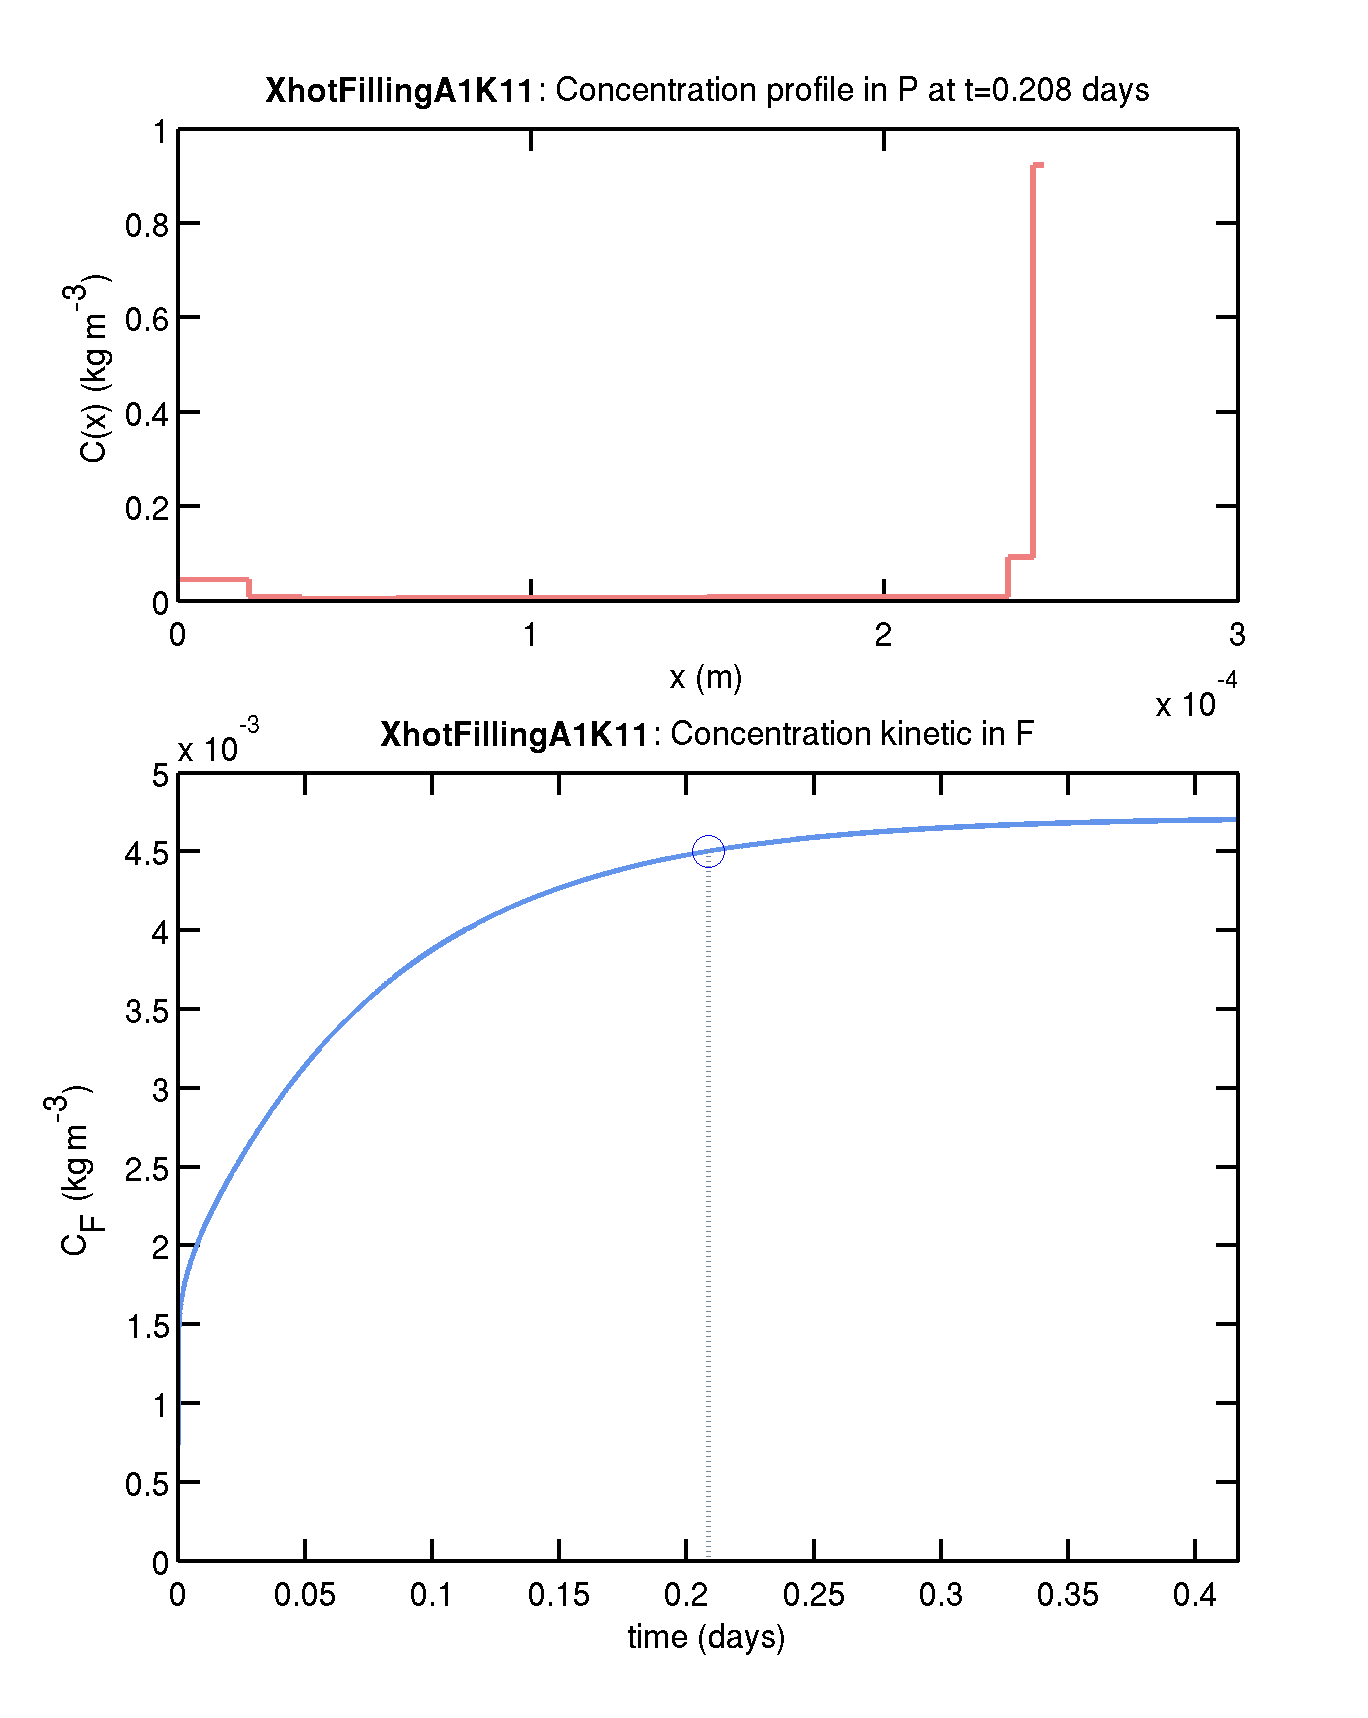 XhotFillingA1K11: Concentration profile in P at t=0.208 days
1
0.8
0.6
0.4
0.2
0
C(x) (kg m-3)
0 1 2 3
x (m)
x 10-4
XhotFillingA1K11: Concentration kinetic in F
x 10-3
5
4.5
4
3.5
3
2.5
2
1.5
1
0.5
0
CF (kg m-3)
0 0.05 0.1 0.15 0.2 0.25 0.3 0.35 0.4
time (days)